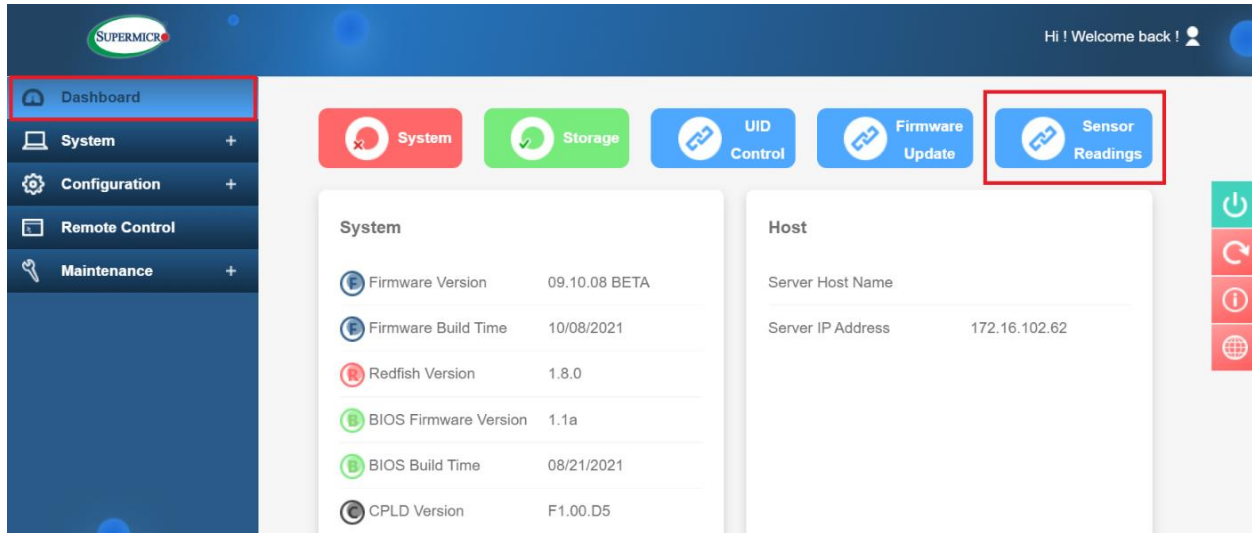 SUPERMICR
Hi ! Welcome back !
Dashboard
System +
Configuration +
Remote Control
Maintenance +
System
Storage
UID
Control
Firmware
Update
Sensor
Readings
System
F Firmware Version 09.10.08 BETA
F Firmware Build Time 10/08/2021
R Redfish Version 1.8.0
B BIOS Firmware Version 1.1a
B BIOS Build Time 08/21/2021
C CPLD Version F1.00.D5
Host
Server Host Name
Server IP Address 172.16.102.62